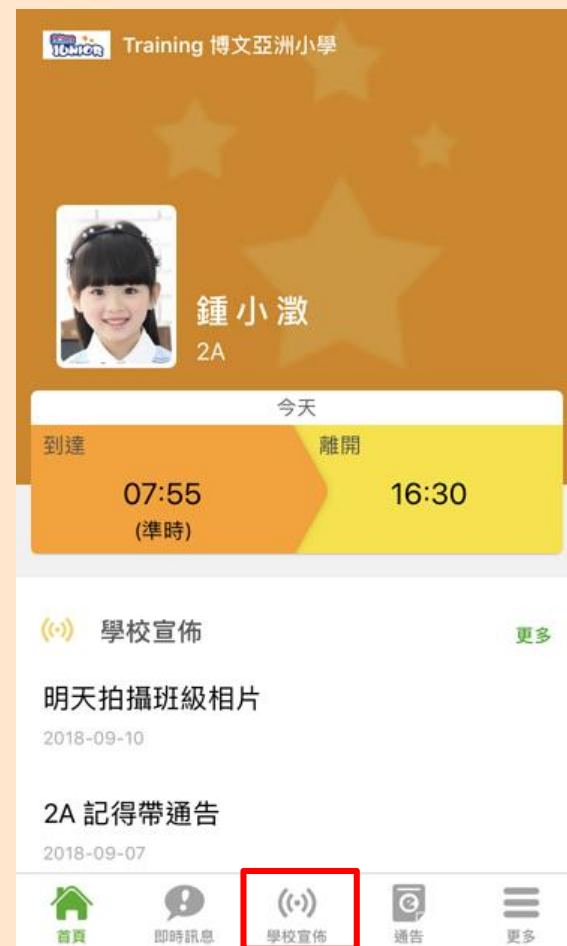 JUNIOR Training 博文亞洲小學
鍾小澂
2A
今天
到達 離開
07:55 16:30
(準時)
學校宣佈 更多
明天拍攝班級相片
2018-09-10
2A 記得帶通告
2018-09-07
首頁 即時訊息 學校宣佈 通告 更多